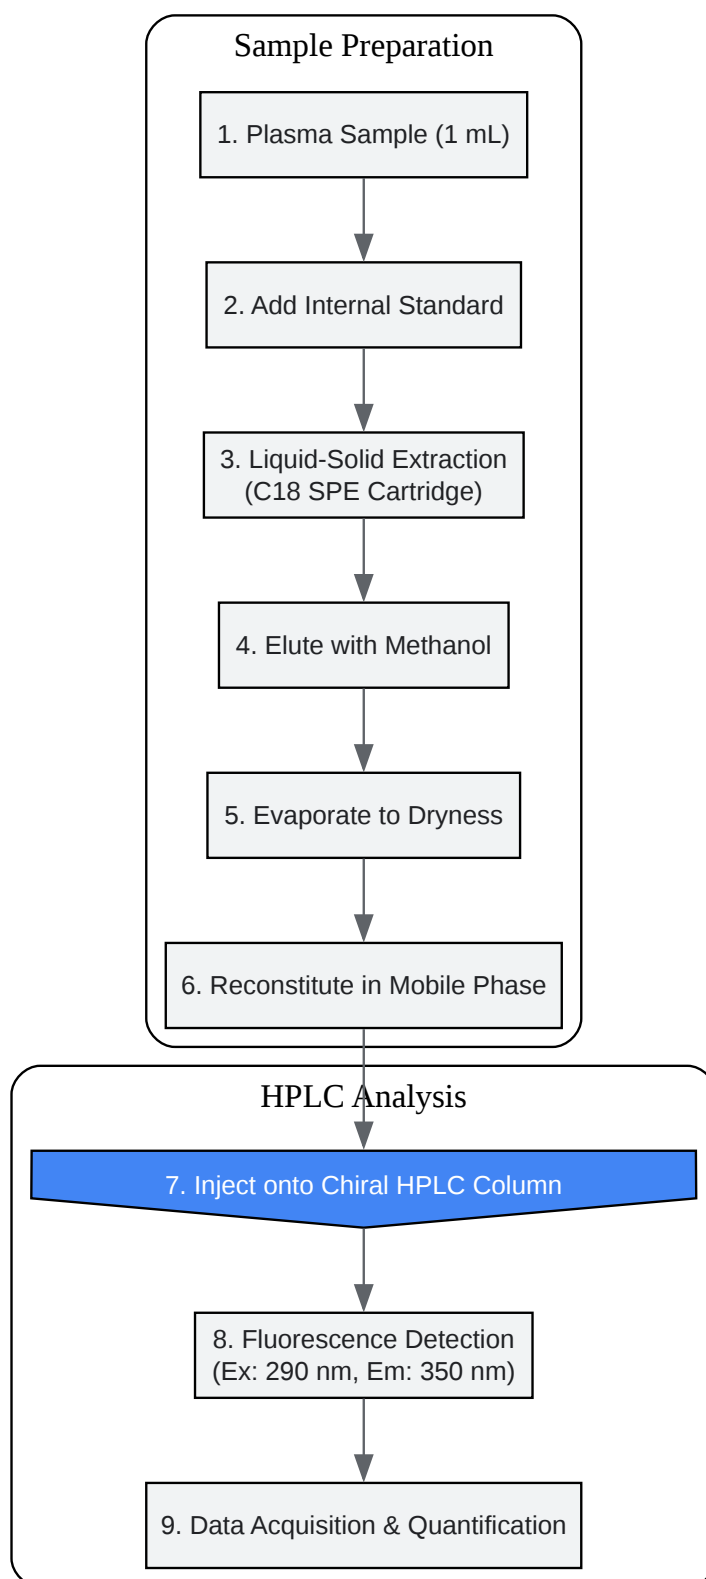 Sample Preparation
1. Plasma Sample (1 mL)
2. Add Internal Standard
3. Liquid-Solid Extraction
(C18 SPE Cartridge)
4. Elute with Methanol
5. Evaporate to Dryness
6. Reconstitute in Mobile Phase
HPLC Analysis
7. Inject onto Chiral HPLC Column
8. Fluorescence Detection
(Ex: 290 nm, Em: 350 nm)
9. Data Acquisition & Quantification